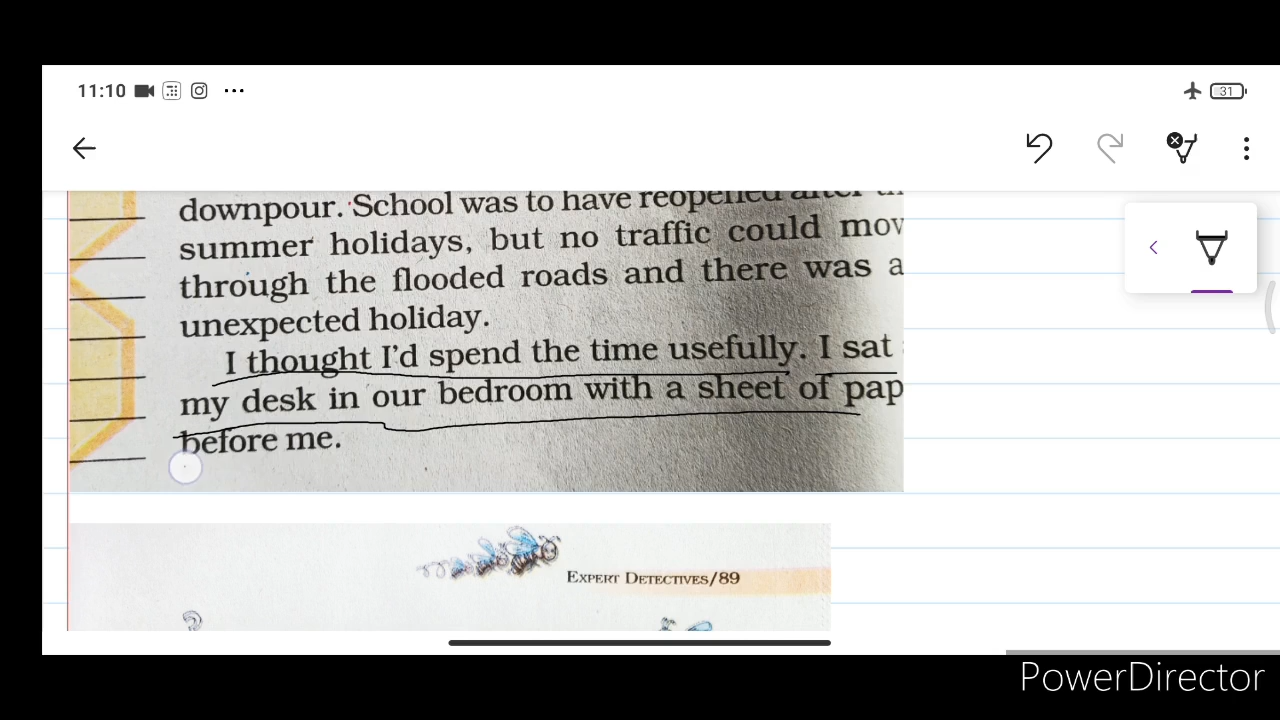 11:10
31
downpour. School was to have reopened after
summer holidays, but no traffic could mov
through the flooded roads and there was a
unexpected holiday.
I thought I'd spend the time usefully. I sat
my desk in our bedroom with a sheet of pap
before me.
EXPERT DETECTIVES/89
PowerDirector